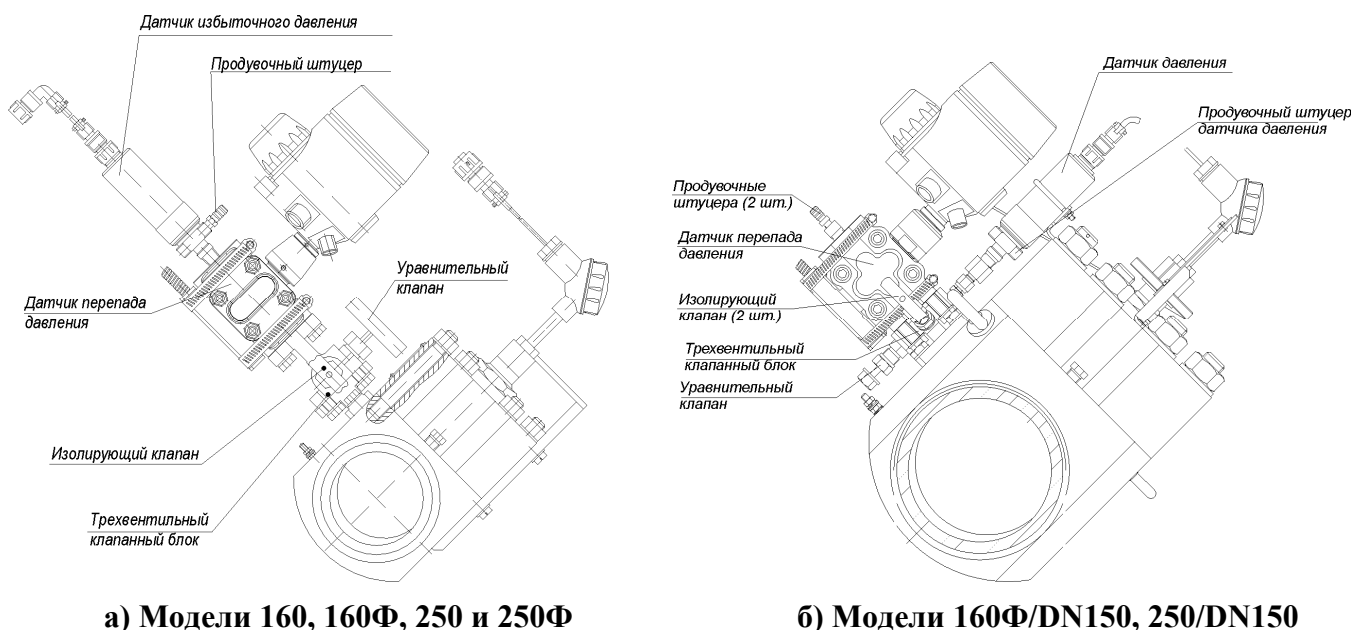 Датчик избыточного давления
Продувочный штуцер
Уравнительный
клапан
Датчик перепада
давления
Изолирующий клапан
Трехвентильный
клапанный блок
а) Модели 160, 160Ф, 250 и 250Ф
Датчик давления
Продувочный штуцер
датчика давления
Продувочные
штуцера (2 шт.)
Датчик перепада
давления
Изолирующий
клапан (2 шт.)
Трехвентильный
клапанный блок
Уравнительный
клапан
б) Модели 160Ф/DN150, 250/DN150